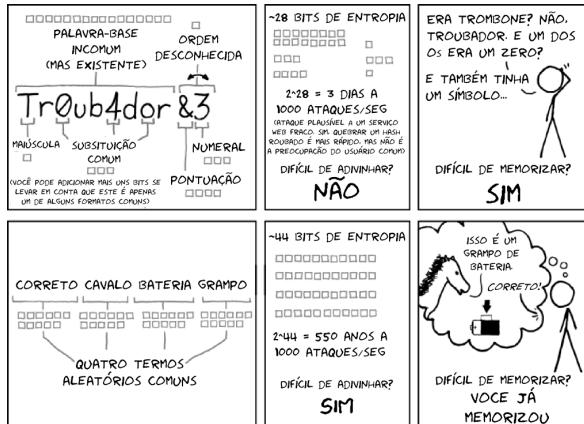 PALAVRA-BASE
INCOMUM
(MAS EXISTENTE)
ORDEM
DESCONHECIDA
Tr0ub4dor &3
MAIÚSCULA
SUBSITUIÇÃO
COMUM
NUMERAL
PONTUAÇÃO
(VOCÊ PODE ADICIONAR MAIS UNS BITS SE
LEVAR EM CONTA QUE ESTE É APENAS
UM DE ALGUNS FORMATOS COMUNS)
~28 BITS DE ENTROPIA
2^28 = 3 DIAS A
1000 ATAQUES/SEG
(ATAQUE PLAUSÍVEL A UM SERVIÇO
WEB FRACO. SIM, QUEBRAR UM HASH
ROUBADO É MAIS RÁPIDO, MAS NÃO É
A PREOCUPAÇÃO DO USUÁRIO COMUM)
DIFÍCIL DE ADIVINHAR?
NÃO
ERA TROMBONE? NÃO,
TROUBADOR. E UM DOS
Os ERA UM ZERO?
E TAMBÉM TINHA
UM SÍMBOLO...
DIFÍCIL DE MEMORIZAR?
SIM
CORRETO CAVALO BATERIA GRAMPO
QUATRO TERMOS
ALEATÓRIOS COMUNS
~44 BITS DE ENTROPIA
2^44 = 550 ANOS A
1000 ATAQUES/SEG
DIFÍCIL DE ADIVINHAR?
SIM
ISSO É UM
GRAMPO DE
BATERIA.
CORRETO!
DIFÍCIL DE MEMORIZAR?
VOCE JÁ
MEMORIZOU